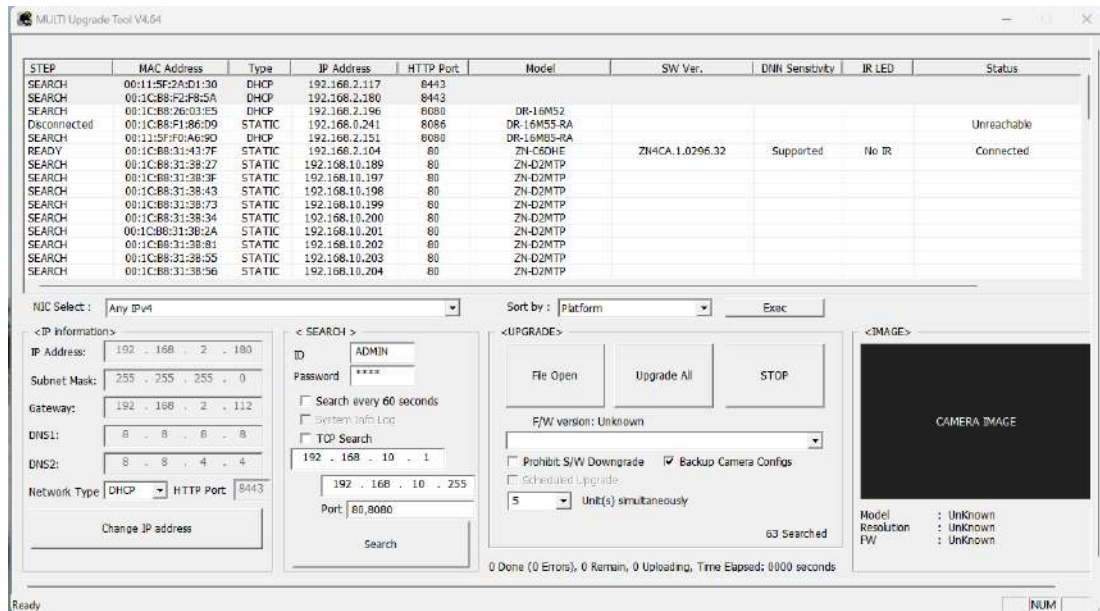 MULTI Upgrade Tool V4.64
STEP MAC Address Type IP Address HTTP Port Model SW Ver. DNN Sensitivity IR LED Status
SEARCH 00:11:5F:2A:D1:30 DHCP 192.168.2.117 8443
SEARCH 00:1C:B8:F2:F8:5A DHCP 192.168.2.180 8443
SEARCH 00:1C:B8:26:03:E5 DHCP 192.168.2.196 8080 DR-16M52
Disconnected 00:1C:B8:F1:86:D9 STATIC 192.168.0.241 8086 DR-16M55-RA Unreachable
SEARCH 00:11:5F:F0:A6:9D DHCP 192.168.2.151 8080 DR-16MB5-RA
READY 00:1C:B8:31:43:7F STATIC 192.168.2.104 80 ZN-C6DHE ZN4CA.1.0296.32 Supported No IR Connected
SEARCH 00:1C:B8:31:3B:27 STATIC 192.168.10.189 80 ZN-D2MTP
SEARCH 00:1C:B8:31:3B:3F STATIC 192.168.10.197 80 ZN-D2MTP
SEARCH 00:1C:B8:31:3B:43 STATIC 192.168.10.198 80 ZN-D2MTP
SEARCH 00:1C:B8:31:3B:73 STATIC 192.168.10.199 80 ZN-D2MTP
SEARCH 00:1C:B8:31:3B:34 STATIC 192.168.10.200 80 ZN-D2MTP
SEARCH 00:1C:B8:31:3B:2A STATIC 192.168.10.201 80 ZN-D2MTP
SEARCH 00:1C:B8:31:3B:81 STATIC 192.168.10.202 80 ZN-D2MTP
SEARCH 00:1C:B8:31:3B:55 STATIC 192.168.10.203 80 ZN-D2MTP
SEARCH 00:1C:B8:31:3B:56 STATIC 192.168.10.204 80 ZN-D2MTP
NIC Select : Any IPv4 Sort by : Platform Exec
<IP information>
IP Address: 192 . 168 . 2 . 180
Subnet Mask: 255 . 255 . 255 . 0
Gateway: 192 . 168 . 2 . 112
DNS1: 8 . 8 . 8 . 8
DNS2: 8 . 8 . 4 . 4
Network Type DHCP HTTP Port 8443
Change IP address
< SEARCH >
ID ADMIN
Password ****
Search every 60 seconds
System Info Log
TCP Search
192 . 168 . 10 . 1
192 . 168 . 10 . 255
Port 80,8080
Search
<UPGRADE>
File Open Upgrade All STOP
F/W version: Unknown
Prohibit S/W Downgrade Backup Camera Configs
Scheduled Upgrade
5 Unit(s) simultaneously
63 Searched
0 Done (0 Errors), 0 Remain, 0 Uploading, Time Elapsed: 0000 seconds
<IMAGE>
CAMERA IMAGE
Model : UnKnown
Resolution : UnKnown
FW : UnKnown
Ready NUM